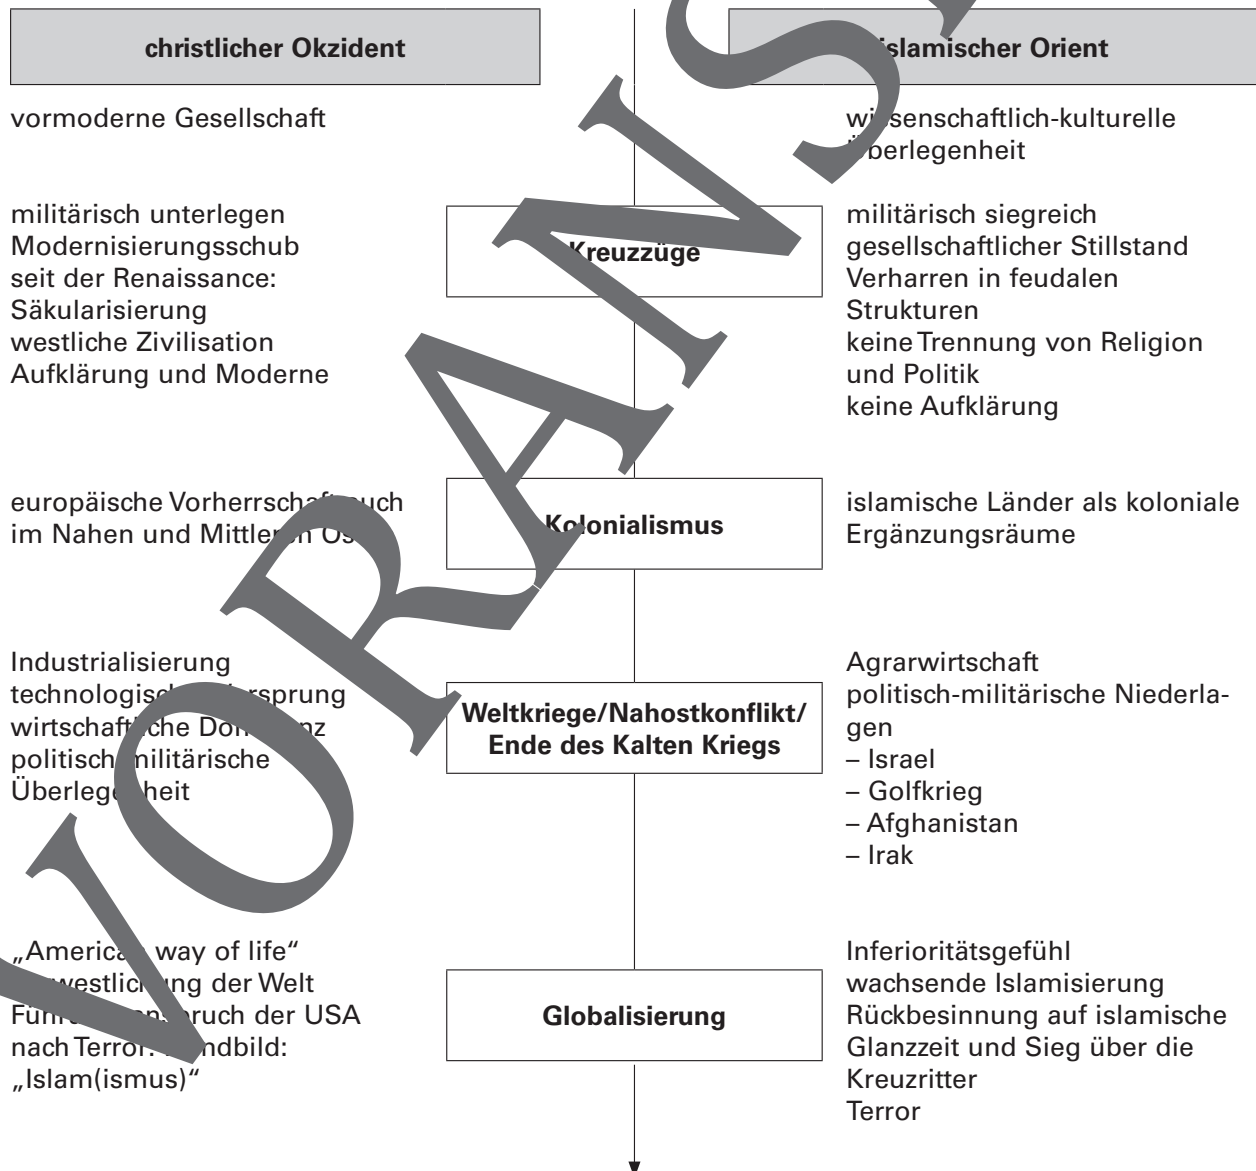 christlicher Okzident
islamischer Orient
vormoderne Gesellschaft
wissenschaftlich-kulturelle
Überlegenheit
militärisch unterlegen
Modernisierungsschub
seit der Renaissance:
Säkularisierung
westliche Zivilisation
Aufklärung und Moderne
Kreuzzüge
militärisch siegreich
gesellschaftlicher Stillstand
Verharren in feudalen
Strukturen
keine Trennung von Religion
und Politik
keine Aufklärung
europäische Vorherrschaft auch
im Nahen und Mittleren
Kolonialismus
islamische Länder als koloniale
Ergänzungsräume
Industrialisierung
technologischer Vorsprung
wirtschaftliche Dominanz
politisch-militärische
Überlegenheit
Weltkriege/Nahostkonflikt/
Ende des Kalten Kriegs
Agrarwirtschaft
politisch-militärische Niederla-
gen
– Israel
– Golfkrieg
– Afghanistan
– Irak
„American way of life“
der Welt
der USA
nach Terror:
„Islam(ismus)“
Globalisierung
Inferioritätsgefühl
wachsende Islamisierung
Rückbesinnung auf islamische
Glanzzeit und Sieg über die
Kreuzritter
Terror